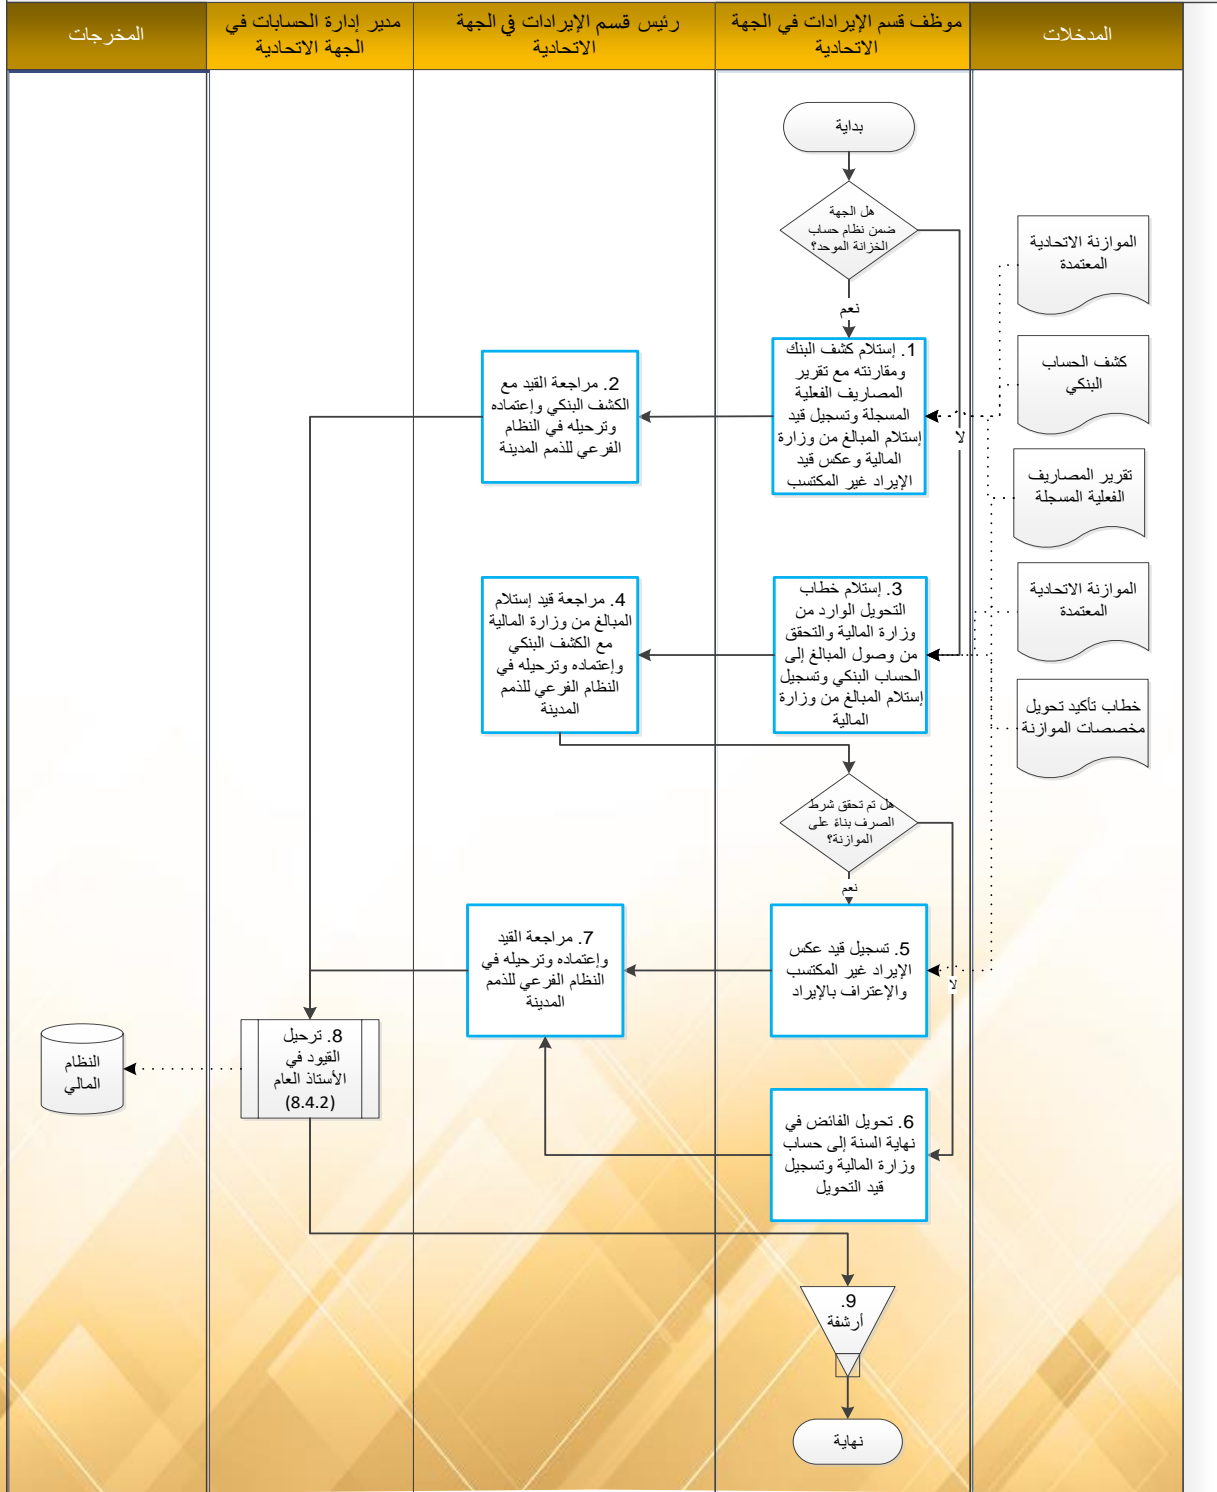 المدخلات
موظف قسم الإيرادات في الجهة
الاتحادية
رئيس قسم الإيرادات في الجهة
الاتحادية
مدير إدارة الحسابات في
الجهة الاتحادية
المخرجات
بداية
هل الجهة
ضمن نظام حساب
الخزانة الموحد؟
نعم
لا
الموازنة الاتحادية
المعتمدة
كشف الحساب
البنكي
تقرير المصاريف
الفعلية المسجلة
الموازنة الاتحادية
المعتمدة
خطاب تأكيد تحويل
مخصصات الموازنة
1. إستلام كشف البنك
ومقارنته مع تقرير
المصاريف الفعلية
المسجلة وتسجيل قيد
إستلام المبالغ من وزارة
المالية وعكس قيد
الإيراد غير المكتسب
2. مراجعة القيد مع
الكشف البنكي وإعتماده
وترحيله في النظام
الفرعي للذمم المدينة
3. إستلام خطاب
التحويل الوارد من
وزارة المالية والتحقق
من وصول المبالغ إلى
الحساب البنكي وتسجيل
إستلام المبالغ من وزارة
المالية
4. مراجعة قيد إستلام
المبالغ من وزارة المالية
مع الكشف البنكي
وإعتماده وترحيله في
النظام الفرعي للذمم
المدينة
هل تم تحقق شرط
الصرف بناءً على
الموازنة؟
نعم
لا
5. تسجيل قيد عكس
الإيراد غير المكتسب
والإعتراف بالإيراد
7. مراجعة القيد
وإعتماده وترحيله في
النظام الفرعي للذمم
المدينة
8. ترحيل
القيود في
الأستاذ العام
(8.4.2)
النظام
المالي
6. تحويل الفائض في
نهاية السنة إلى حساب
وزارة المالية وتسجيل
قيد التحويل
9.
أرشفة
نهاية